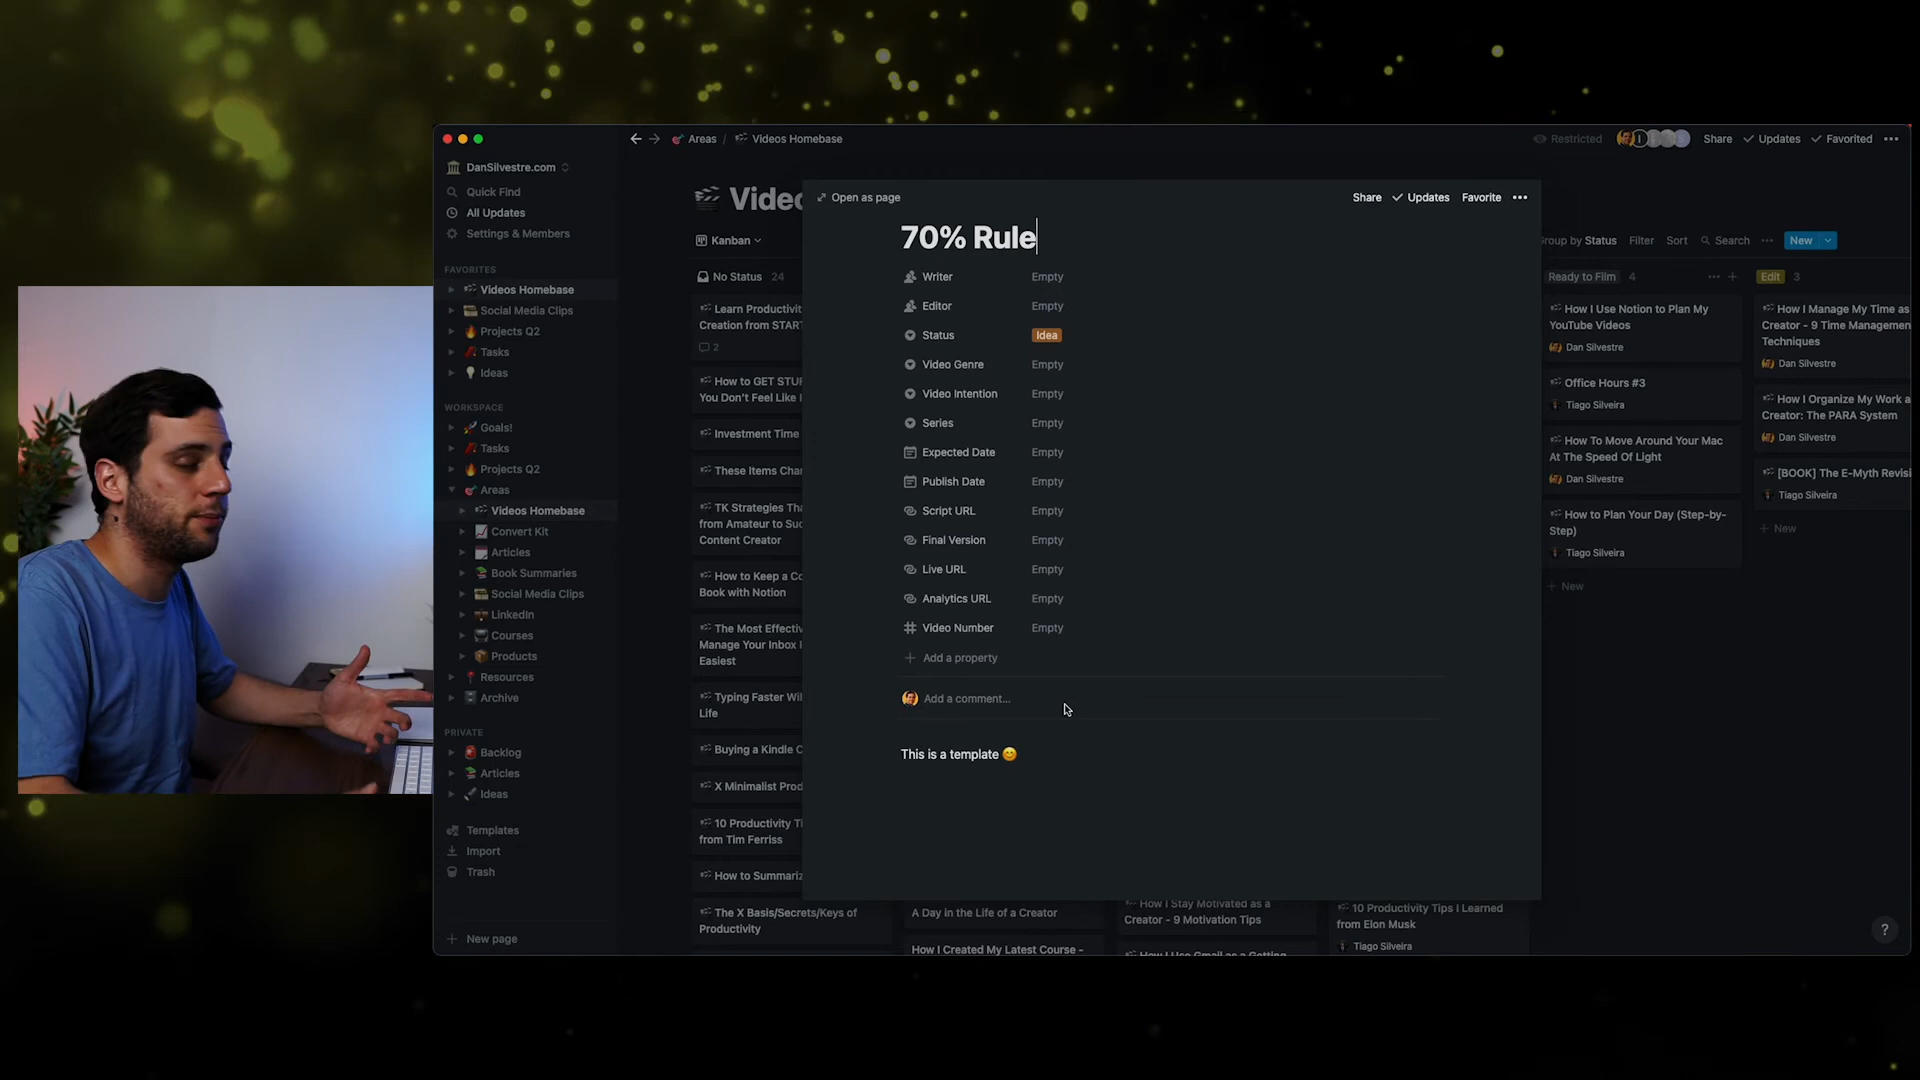 Areas / Videos Homebase
Restricted
Share
Updates
Favorited
DanSilvestre.com
Quick Find
All Updates
Settings & Members
FAVORITES
Videos Homebase
Social Media Clips
Projects Q2
Tasks
Ideas
WORKSPACE
Goals!
Tasks
Projects Q2
Areas
Videos Homebase
Convert Kit
Articles
Book Summaries
Social Media Clips
LinkedIn
Courses
Products
Resources
Archive
PRIVATE
Backlog
Articles
Ideas
Templates
Import
Trash
New page
Kanban
No Status 24
Learn Productivit
Creation from START
2
How to GET STU
You Don't Feel Like
Investment Time
These Items Cha
TK Strategies Tha
from Amateur to Suc
Content Creator
How to Keep a Co
Book with Notion
The Most Effectiv
Manage Your Inbox
Easiest
Typing Faster Wil
Life
Buying a Kindle C
X Minimalist Prod
10 Productivity Ti
from Tim Ferriss
How to Summariz
The X Basis/Secrets/Keys of
Productivity
Open as page
Share
Updates
Favorite
70% Rule
Writer Empty
Editor Empty
Status Idea
Video Genre Empty
Video Intention Empty
Series Empty
Expected Date Empty
Publish Date Empty
Script URL Empty
Final Version Empty
Live URL Empty
Analytics URL Empty
Video Number Empty
Add a property
Add a comment...
This is a template 😊
A Day in the Life of a Creator
How I Created My Latest Course -
How I Stay Motivated as a
Creator - 9 Motivation Tips
How I Use Gmail as a Getting
10 Productivity Tips I Learned
from Elon Musk
Tiago Silveira
Group by Status
Filter
Sort
Search
New
Ready to Film 4
How I Use Notion to Plan My
YouTube Videos
Dan Silvestre
Office Hours #3
Tiago Silveira
How To Move Around Your Mac
At The Speed Of Light
Dan Silvestre
How to Plan Your Day (Step-by-
Step)
Tiago Silveira
+ New
Edit 3
How I Manage My Time as
Creator - 9 Time Management
Techniques
Dan Silvestre
How I Organize My Work a
Creator: The PARA System
Dan Silvestre
[BOOK] The E-Myth Revisi
Tiago Silveira
+ New
?